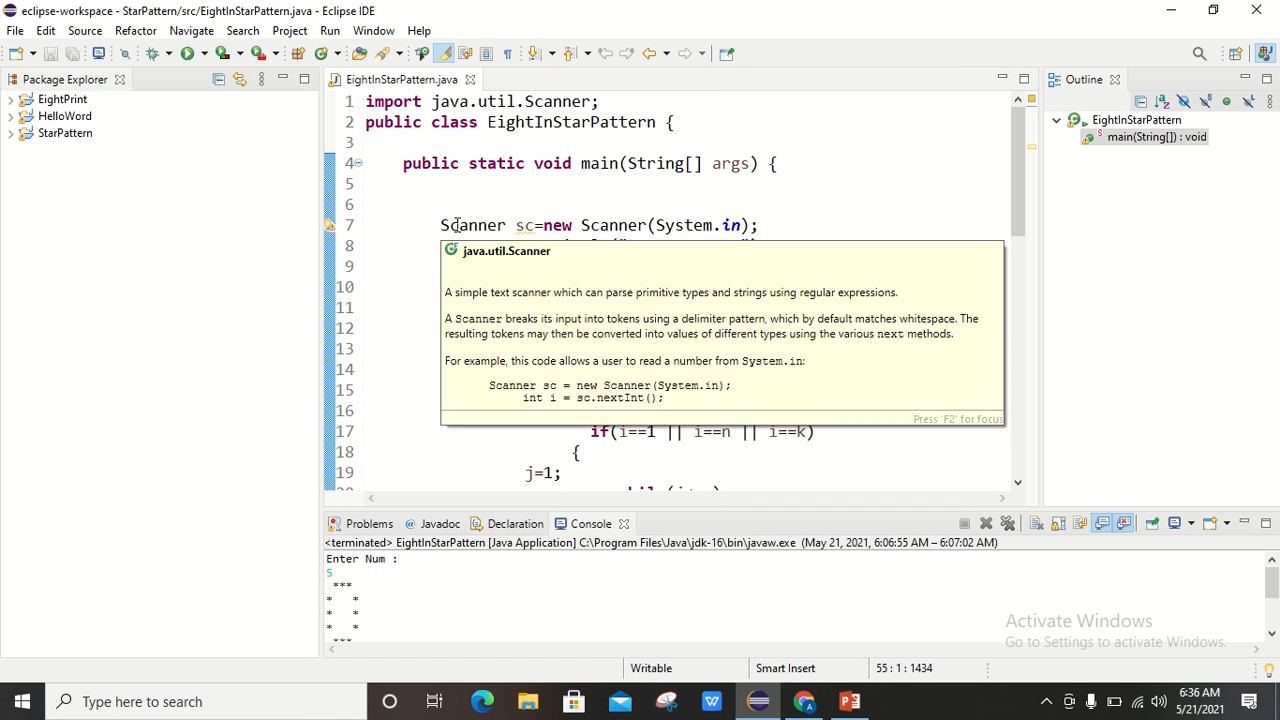 eclipse-workspace - StarPattern/src/EightInStarPattern.java - Eclipse IDE
File Edit Source Refactor Navigate Search Project Run Window Help
Package Explorer
EightPrint
HelloWord
StarPattern
EightInStarPattern.java
1 import java.util.Scanner;
2 public class EightInStarPattern {
3
4 public static void main(String[] args) {
5
6
7 Scanner sc=new Scanner(System.in);
8
9
10
11
12
13
14
15
16
17 if(i==1 || i==n || i==k)
18 {
19 j=1;
java.util.Scanner
A simple text scanner which can parse primitive types and strings using regular expressions.
A Scanner breaks its input into tokens using a delimiter pattern, which by default matches whitespace. The
resulting tokens may then be converted into values of different types using the various next methods.
For example, this code allows a user to read a number from System.in:
Scanner sc = new Scanner(System.in);
int i = sc.nextInt();
Press 'F2' for focus
Outline
EightInStarPattern
main(String[]) : void
Problems Javadoc Declaration Console
<terminated> EightInStarPattern [Java Application] C:\Program Files\Java\jdk-16\bin\javaw.exe (May 21, 2021, 6:06:55 AM – 6:07:02 AM)
Enter Num :
5
***
* *
* *
* *
***
Activate Windows
Go to Settings to activate Windows.
Writable Smart Insert 55 : 1 : 1434
Type here to search
6:36 AM
5/21/2021